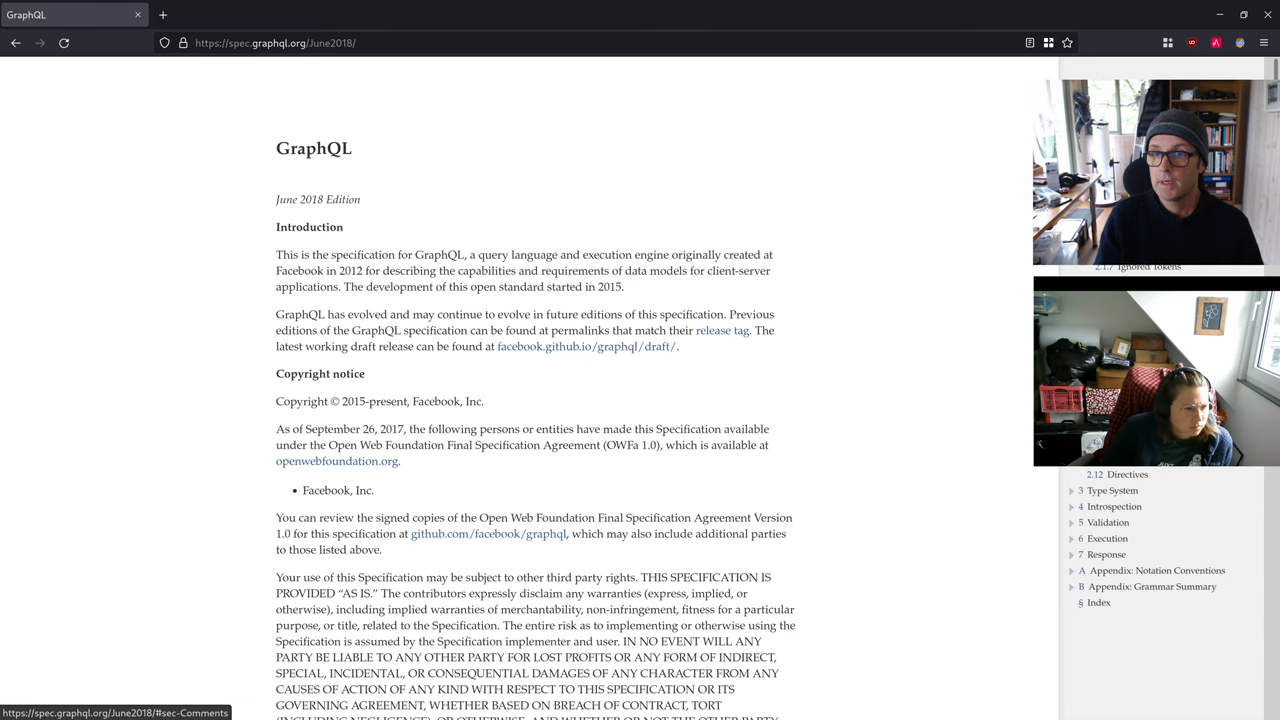 GraphQL
https://spec.graphql.org/June2018/
GraphQL
June 2018 Edition
Introduction
This is the specification for GraphQL, a query language and execution engine originally created at
Facebook in 2012 for describing the capabilities and requirements of data models for client-server
applications. The development of this open standard started in 2015.
GraphQL has evolved and may continue to evolve in future editions of this specification. Previous
editions of the GraphQL specification can be found at permalinks that match their release tag. The
latest working draft release can be found at facebook.github.io/graphql/draft/.
Copyright notice
Copyright © 2015-present, Facebook, Inc.
As of September 26, 2017, the following persons or entities have made this Specification available
under the Open Web Foundation Final Specification Agreement (OWFa 1.0), which is available at
openwebfoundation.org.
• Facebook, Inc.
You can review the signed copies of the Open Web Foundation Final Specification Agreement Version
1.0 for this specification at github.com/facebook/graphql, which may also include additional parties
to those listed above.
Your use of this Specification may be subject to other third party rights. THIS SPECIFICATION IS
PROVIDED “AS IS.” The contributors expressly disclaim any warranties (express, implied, or
otherwise), including implied warranties of merchantability, non-infringement, fitness for a particular
purpose, or title, related to the Specification. The entire risk as to implementing or otherwise using the
Specification is assumed by the Specification implementer and user. IN NO EVENT WILL ANY
PARTY BE LIABLE TO ANY OTHER PARTY FOR LOST PROFITS OR ANY FORM OF INDIRECT,
SPECIAL, INCIDENTAL, OR CONSEQUENTIAL DAMAGES OF ANY CHARACTER FROM ANY
CAUSES OF ACTION OF ANY KIND WITH RESPECT TO THIS SPECIFICATION OR ITS
GOVERNING AGREEMENT, WHETHER BASED ON BREACH OF CONTRACT, TORT
(INCLUDING NEGLIGENCE), OR OTHERWISE, AND WHETHER OR NOT THE OTHER PARTY
2.1.7 Ignored Tokens
2.12 Directives
3 Type System
4 Introspection
5 Validation
6 Execution
7 Response
A Appendix: Notation Conventions
B Appendix: Grammar Summary
§ Index
https://spec.graphql.org/June2018/#sec-Comments